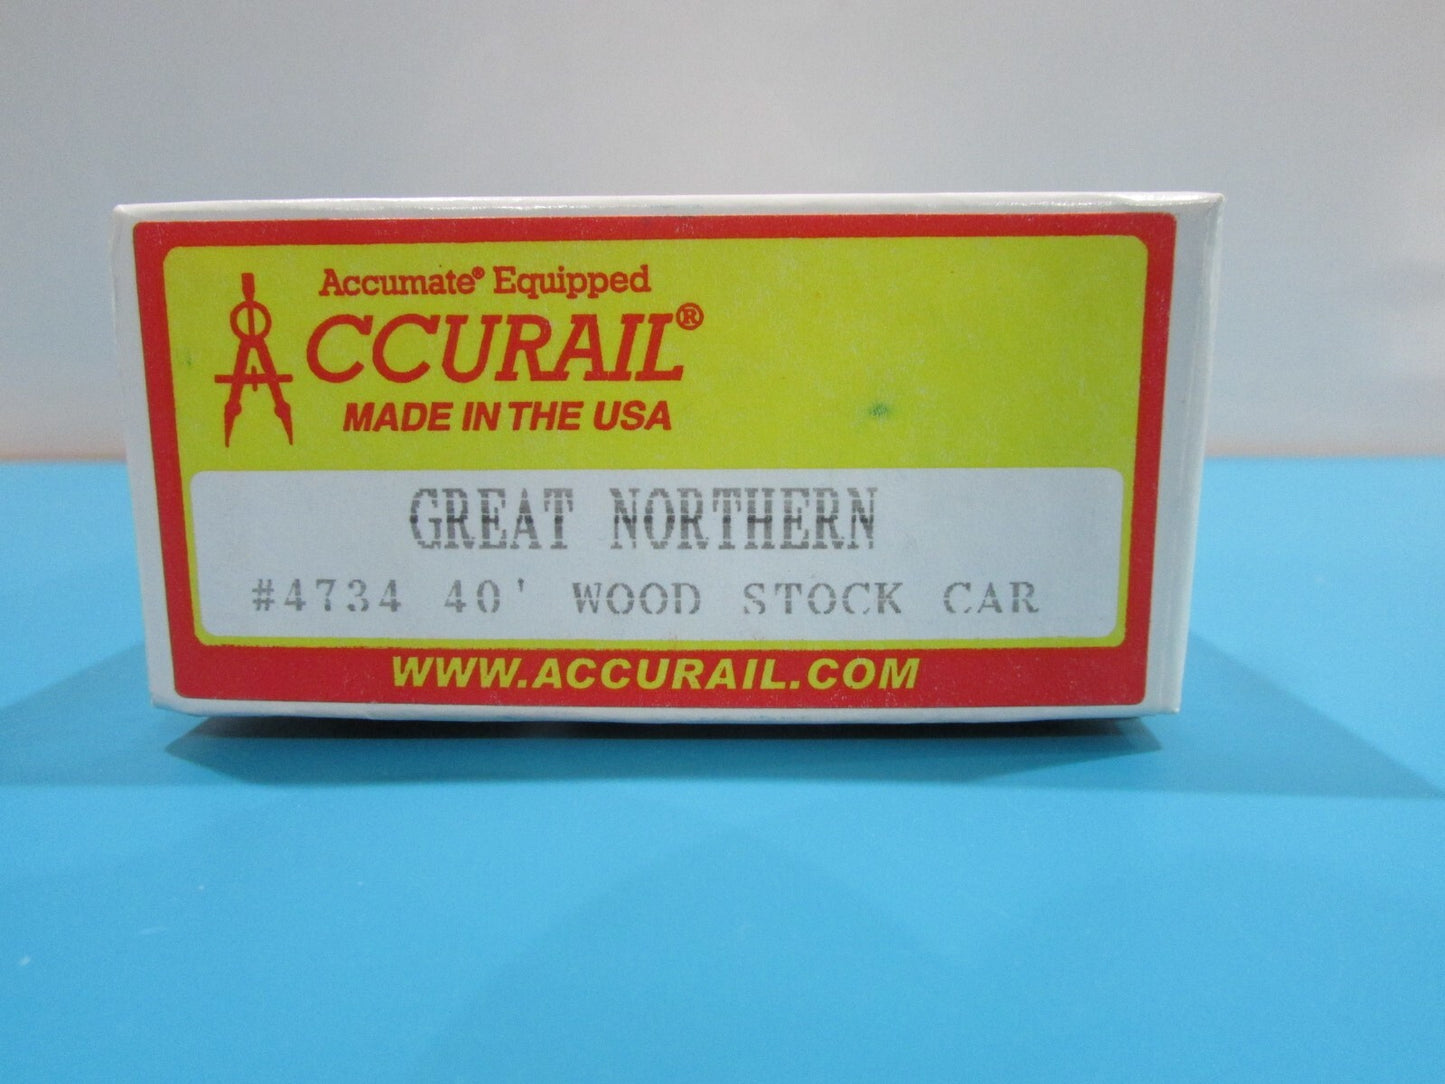 Accumate® Equipped
ACCURAIL®
MADE IN THE USA
GREAT NORTHERN
#4734 40' WOOD STOCK CAR
WWW.ACCURAIL.COM